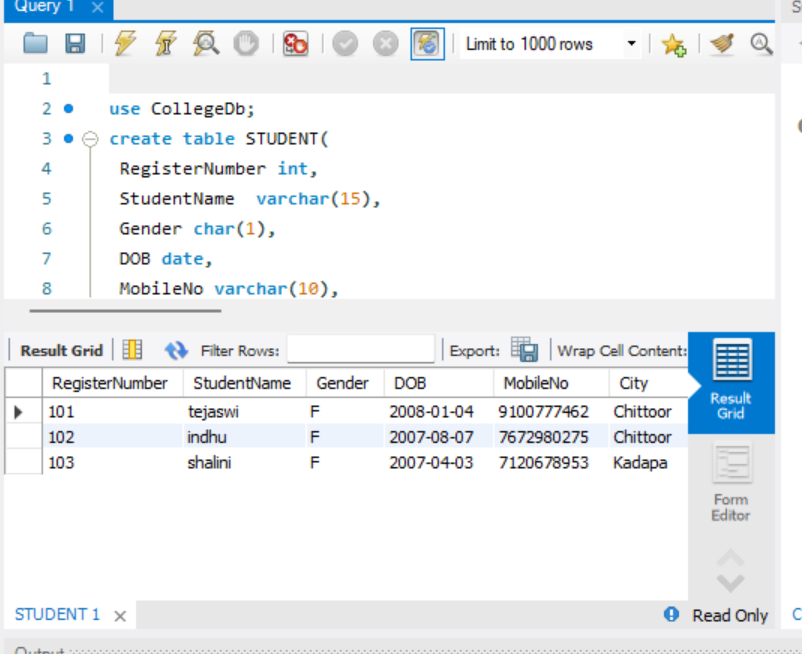 Query 1
S
Limit to 1000 rows
1
2 use CollegeDb;
3 create table STUDENT(
4 RegisterNumber int,
5 StudentName varchar(15),
6 Gender char(1),
7 DOB date,
8 MobileNo varchar(10),
Result Grid Filter Rows: Export: Wrap Cell Content:
RegisterNumber StudentName Gender DOB MobileNo City
101 tejaswi F 2008-01-04 9100777462 Chittoor
102 indhu F 2007-08-07 7672980275 Chittoor
103 shalini F 2007-04-03 7120678953 Kadapa
Result
Grid
Form
Editor
STUDENT 1 Read Only
C
Output